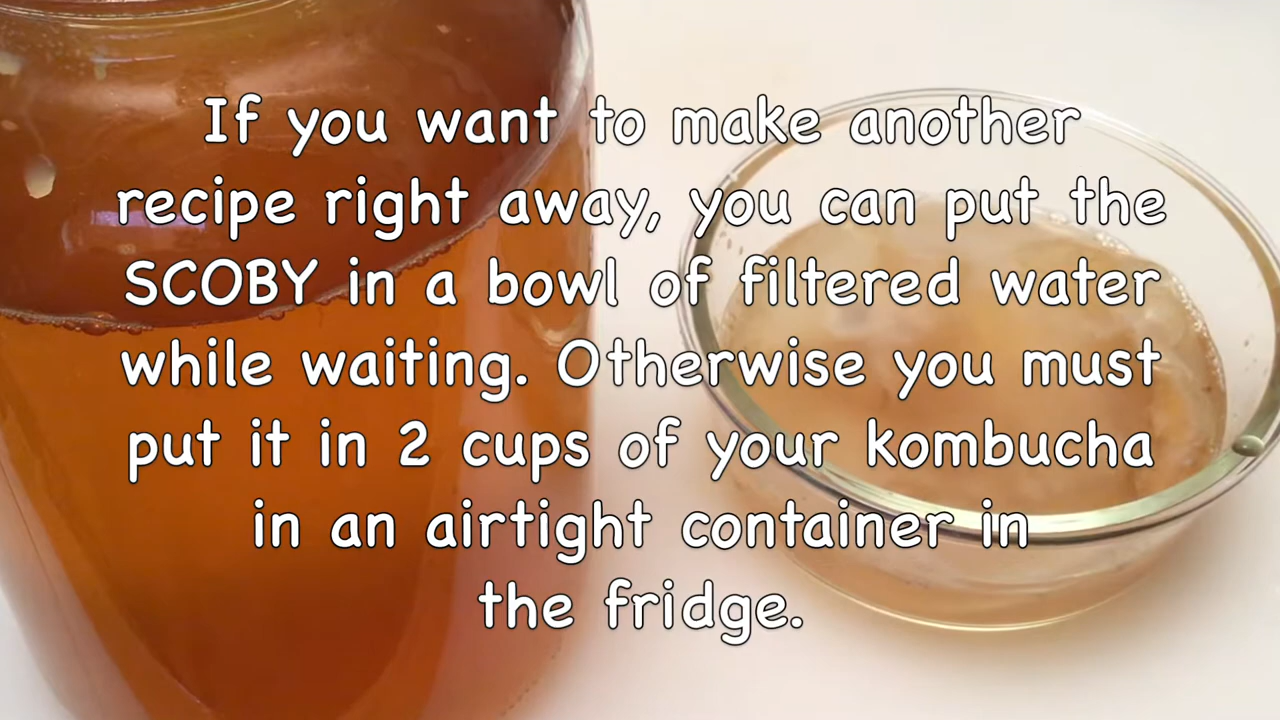 If you want to make another
recipe right away, you can put the
SCOBY in a bowl of filtered water
while waiting. Otherwise you must
put it in 2 cups of your kombucha
in an airtight container in
the fridge.